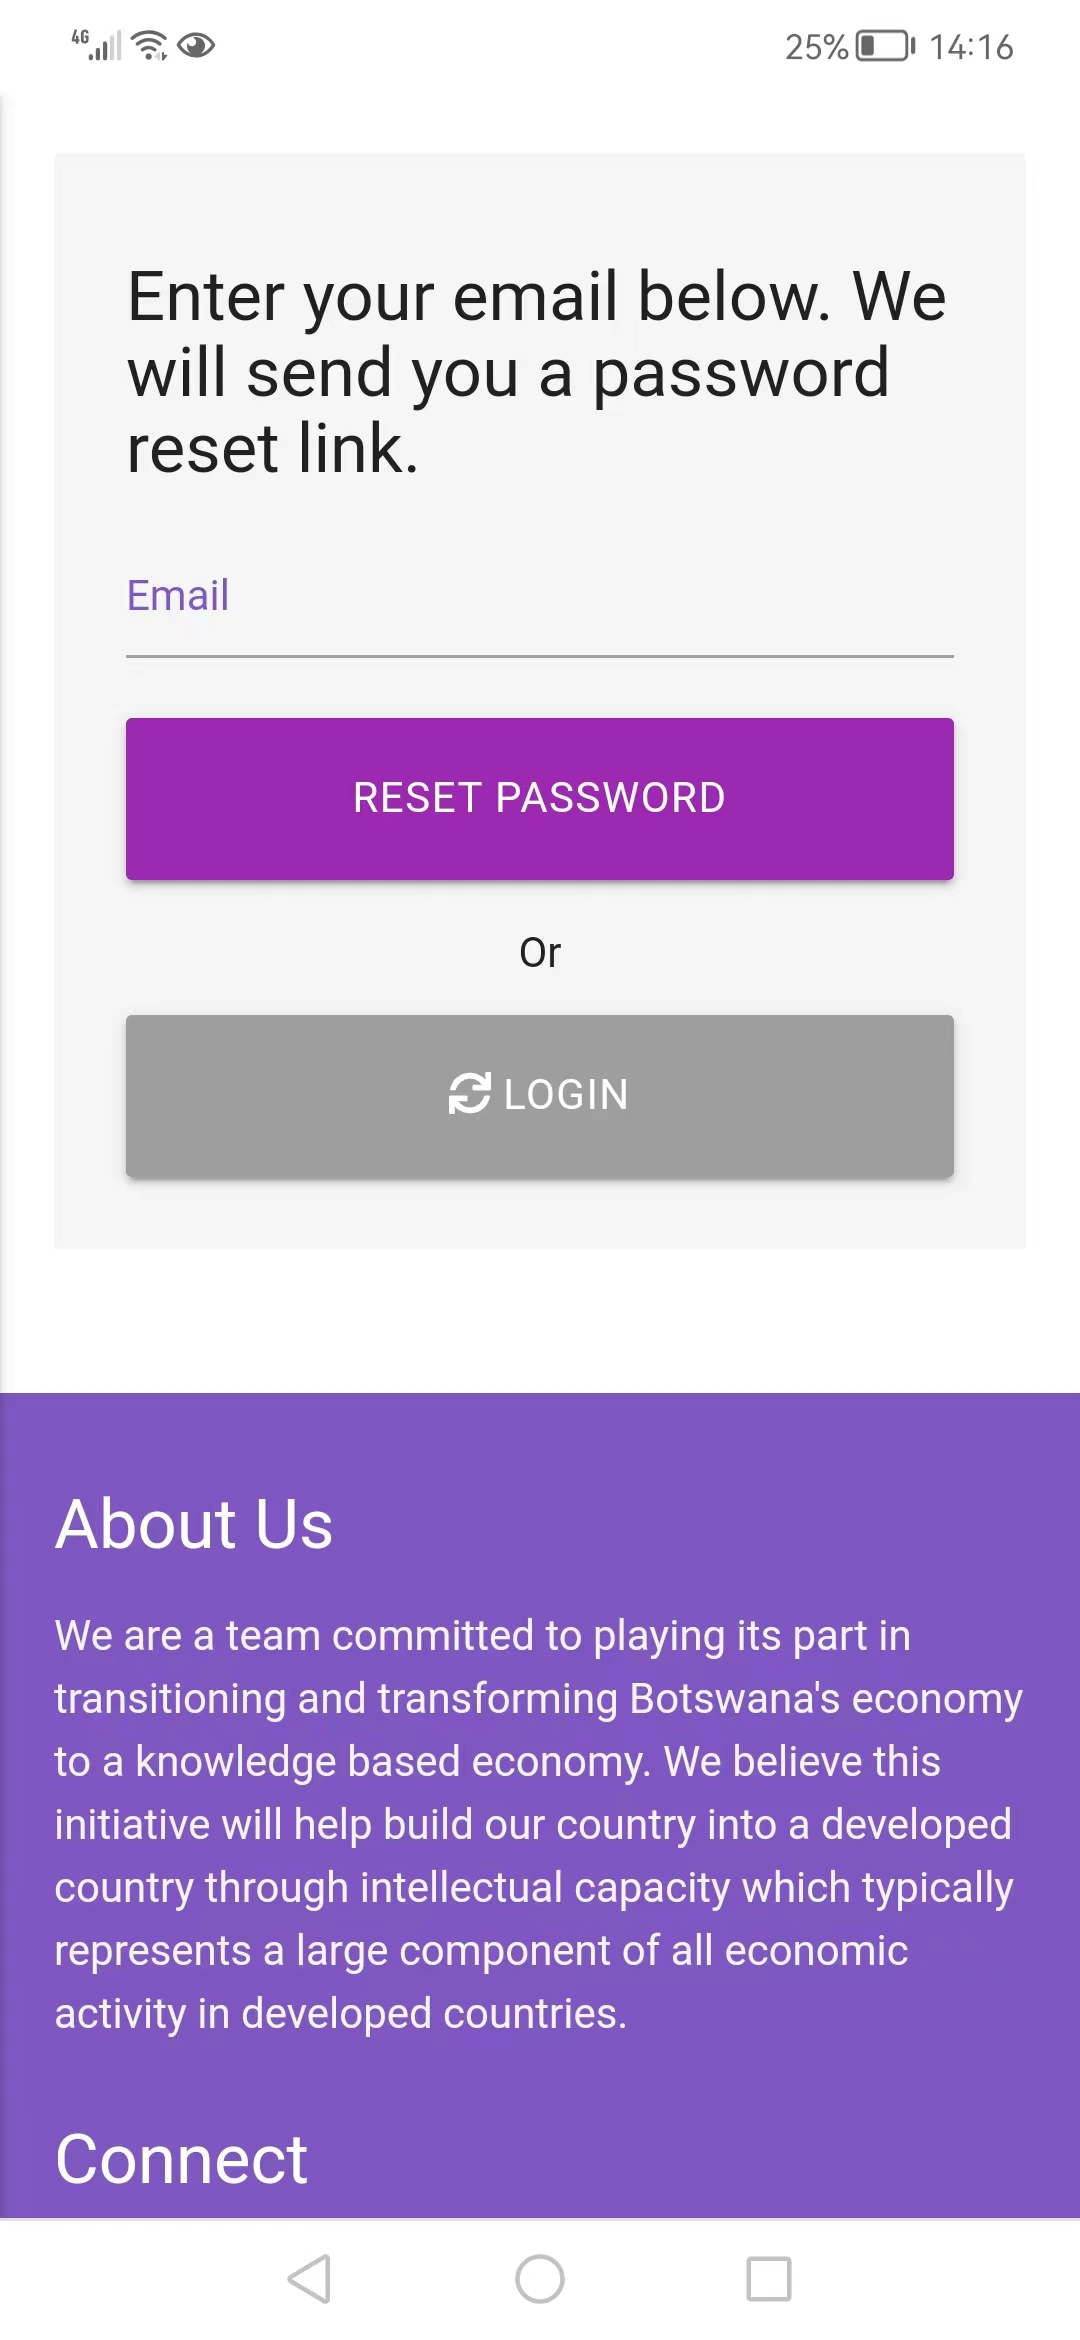 4G 25% 14:16
Enter your email below. We
will send you a password
reset link.
Email
RESET PASSWORD
Or
LOGIN
About Us
We are a team committed to playing its part in
transitioning and transforming Botswana's economy
to a knowledge based economy. We believe this
initiative will help build our country into a developed
country through intellectual capacity which typically
represents a large component of all economic
activity in developed countries.
Connect